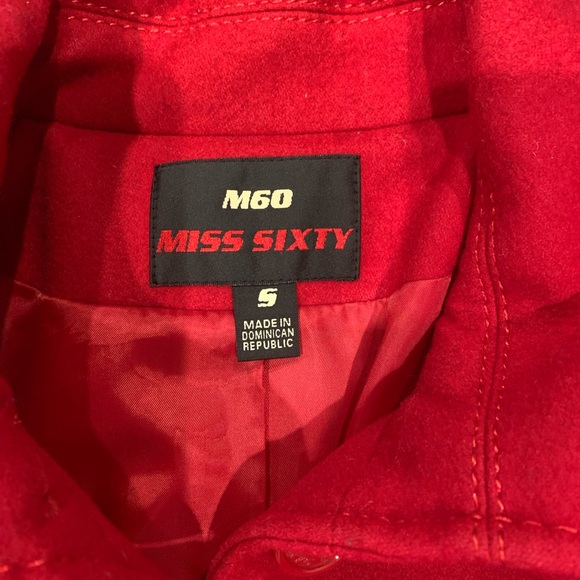 M60
MISS SIXTY
S
MADE IN
DOMINICAN
REPUBLIC